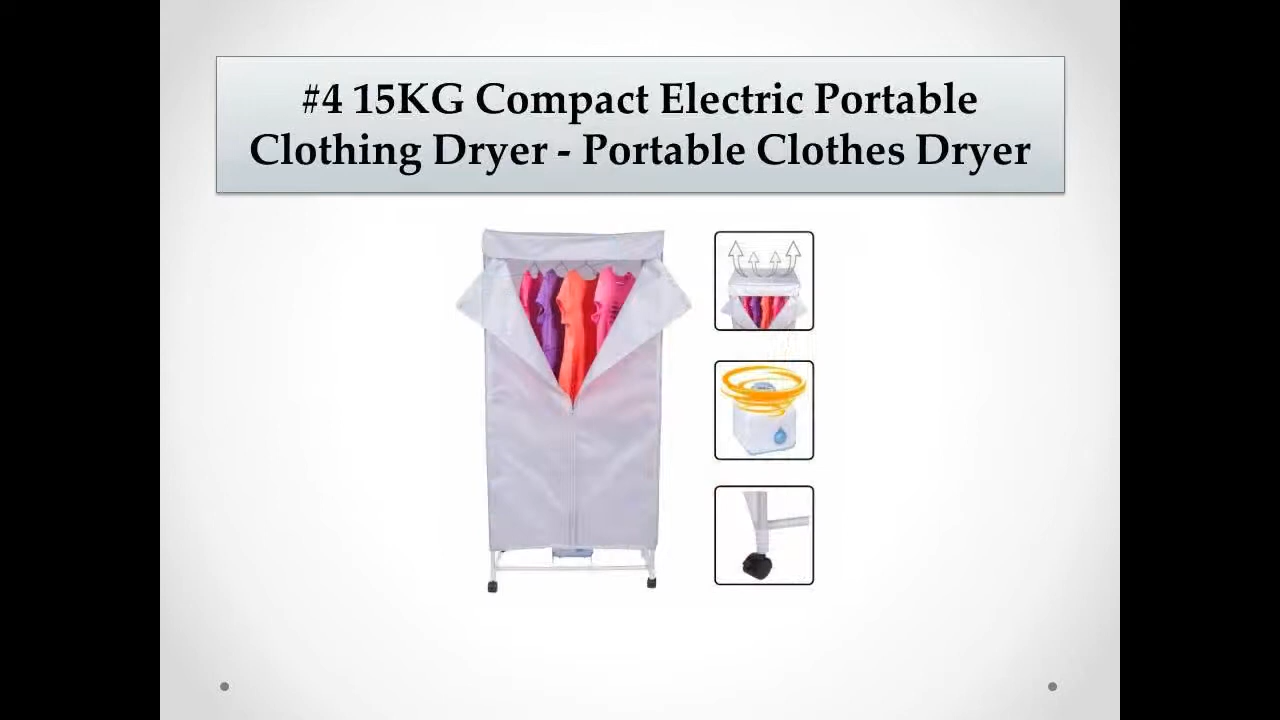 #4 15KG Compact Electric Portable
Clothing Dryer - Portable Clothes Dryer